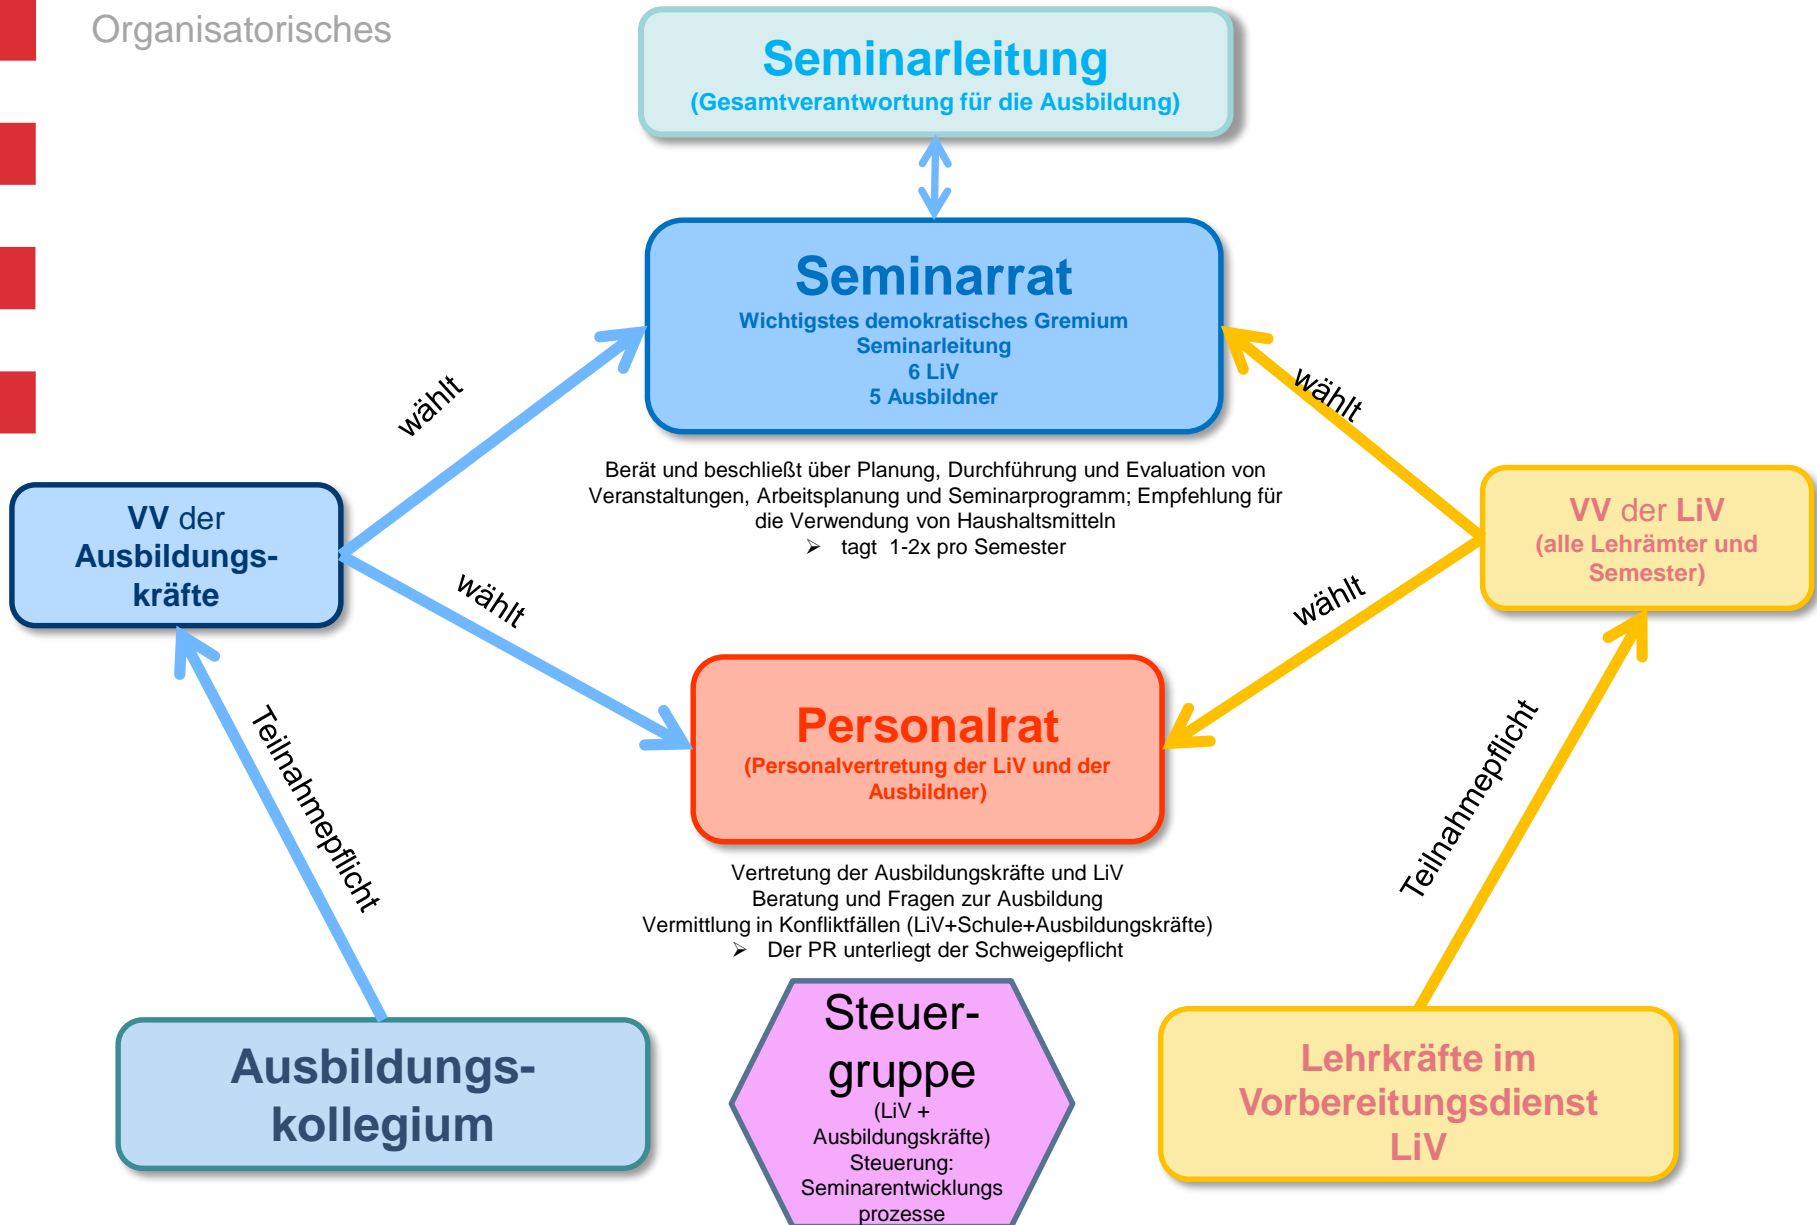 Organisatorisches
Seminarleitung
(Gesamtverantwortung für die Ausbildung)
Seminarrat
Wichtigstes demokratisches Gremium
Seminarleitung
6 LiV
5 Ausbildner
wählt
wählt
Berät und beschließt über Planung, Durchführung und Evaluation von
Veranstaltungen, Arbeitsplanung und Seminarprogramm; Empfehlung für
die Verwendung von Haushaltsmitteln
➢ tagt 1-2x pro Semester
VV der
Ausbildungs-
kräfte
VV der LiV
(alle Lehrämter und
Semester)
wählt
wählt
Personalrat
(Personalvertretung der LiV und der
Ausbildner)
Teilnahmepflicht
Teilnahmepflicht
Vertretung der Ausbildungskräfte und LiV
Beratung und Fragen zur Ausbildung
Vermittlung in Konfliktfällen (LiV+Schule+Ausbildungskräfte)
➢ Der PR unterliegt der Schweigepflicht
Ausbildungs-
kollegium
Steuer-
gruppe
(LiV +
Ausbildungskräfte)
Steuerung:
Seminarentwicklungs
prozesse
Lehrkräfte im
Vorbereitungsdienst
LiV